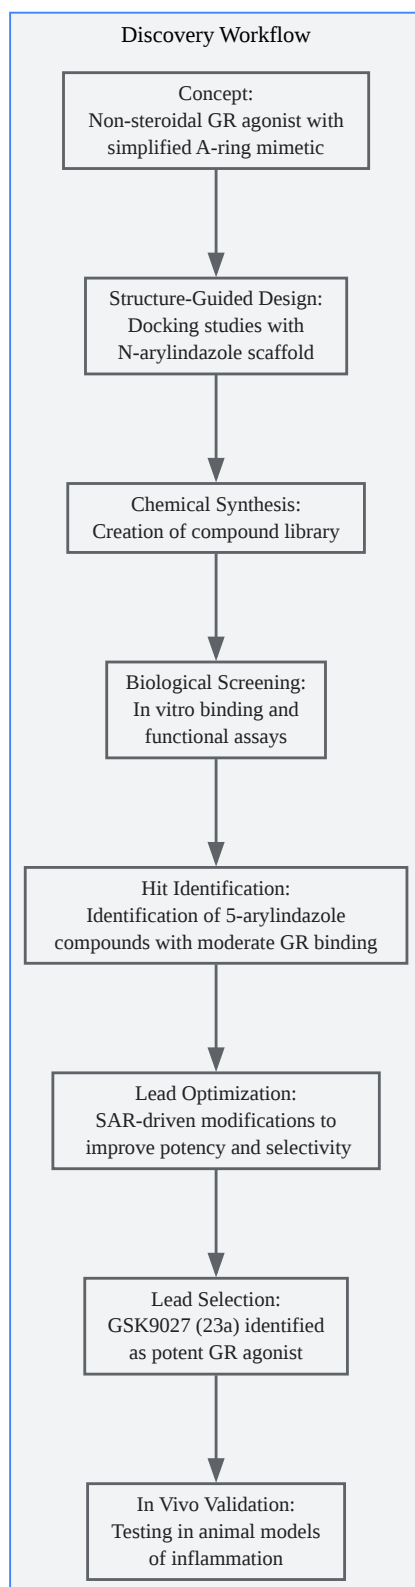 Discovery Workflow
Concept:
Non-steroidal GR agonist with
simplified A-ring mimetic
Structure-Guided Design:
Docking studies with
N-arylindazole scaffold
Chemical Synthesis:
Creation of compound library
Biological Screening:
In vitro binding and
functional assays
Hit Identification:
Identification of 5-arylindazole
compounds with moderate GR binding
Lead Optimization:
SAR-driven modifications to
improve potency and selectivity
Lead Selection:
GSK9027 (23a) identified
as potent GR agonist
In Vivo Validation:
Testing in animal models
of inflammation